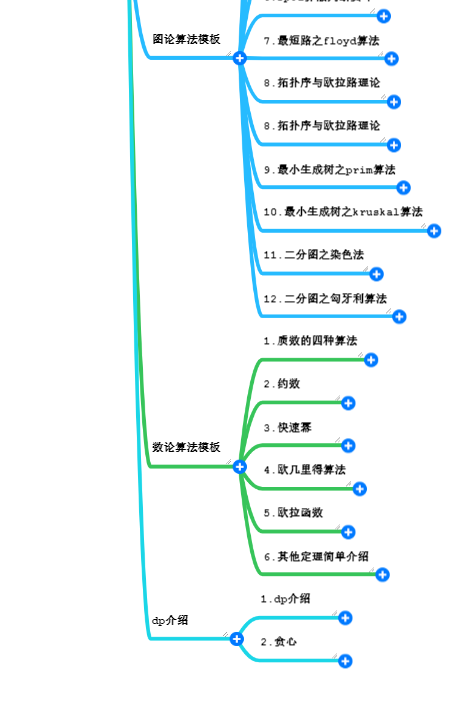 图论算法模板
7.最短路之floyd算法
8.拓扑序与欧拉路理论
8.拓扑序与欧拉路理论
9.最小生成树之prim算法
10.最小生成树之kruskal算法
11.二分图之染色法
12.二分图之匈牙利算法
数论算法模板
1.质数的四种算法
2.约数
3.快速幂
4.欧几里得算法
5.欧拉函数
6.其他定理简单介绍
dp介绍
1.dp介绍
2.贪心